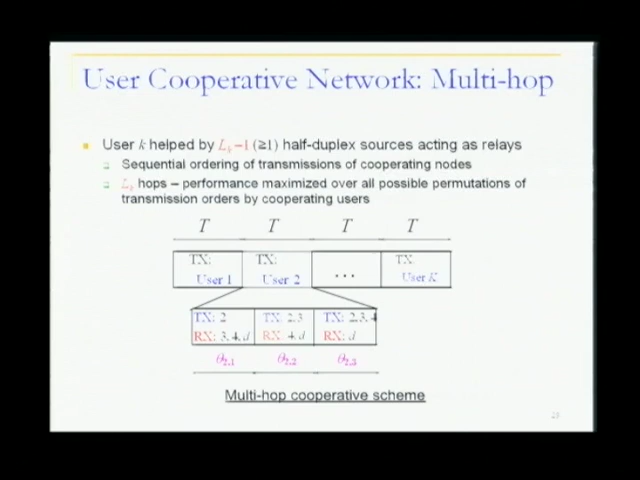 User Cooperative Network: Multi-hop
User k helped by Lₖ−1 (≥1) half-duplex sources acting as relays
Sequential ordering of transmissions of cooperating nodes
Lₖ hops – performance maximized over all possible permutations of
transmission orders by cooperating users
T T T T
TX: TX: ... TX:
User 1 User 2 User K
TX: 2 TX: 2,3 TX: 2,3,4
RX: 3,4,d RX: 4,d RX: d
θ₂,₁ θ₂,₂ θ₂,₃
Multi-hop cooperative scheme